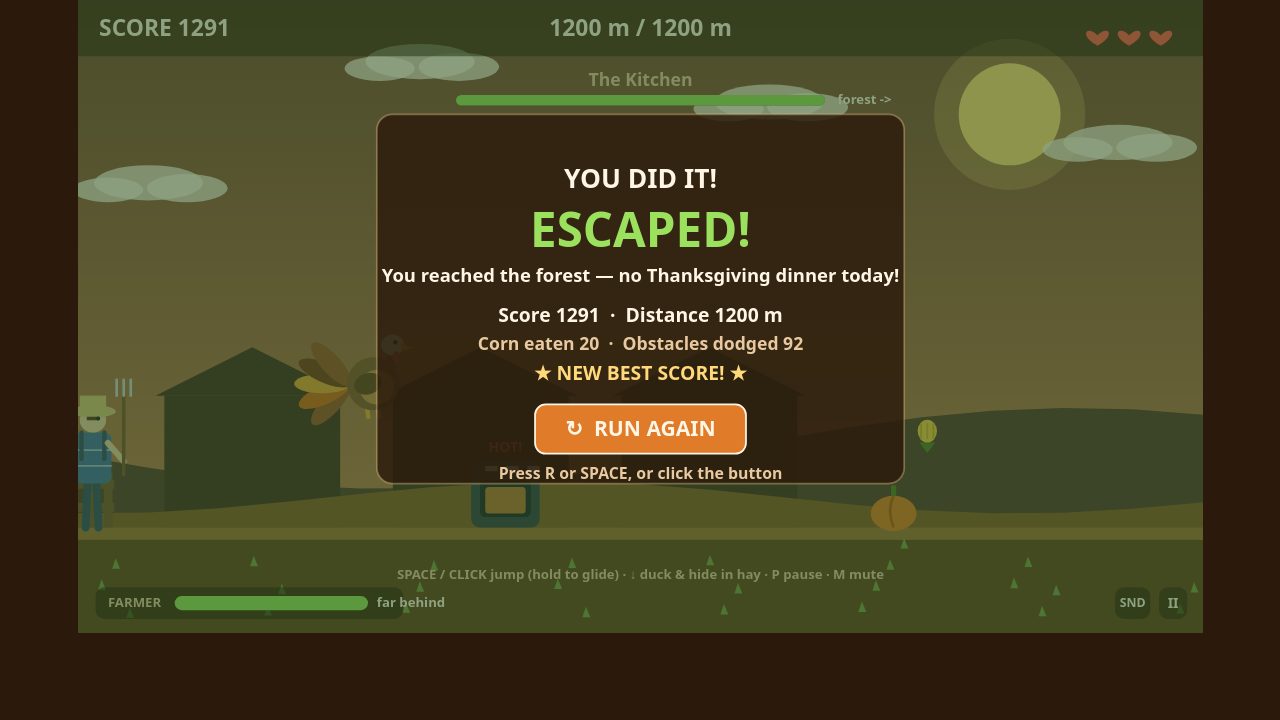 SCORE 1291
1200 m / 1200 m
The Kitchen
forest ->
YOU DID IT!
ESCAPED!
You reached the forest — no Thanksgiving dinner today!
Score 1291 · Distance 1200 m
Corn eaten 20 · Obstacles dodged 92
★ NEW BEST SCORE! ★
↻ RUN AGAIN
HOT!
Press R or SPACE, or click the button
SPACE / CLICK jump (hold to glide) · ↓ duck & hide in hay · P pause · M mute
FARMER
far behind
SND
II